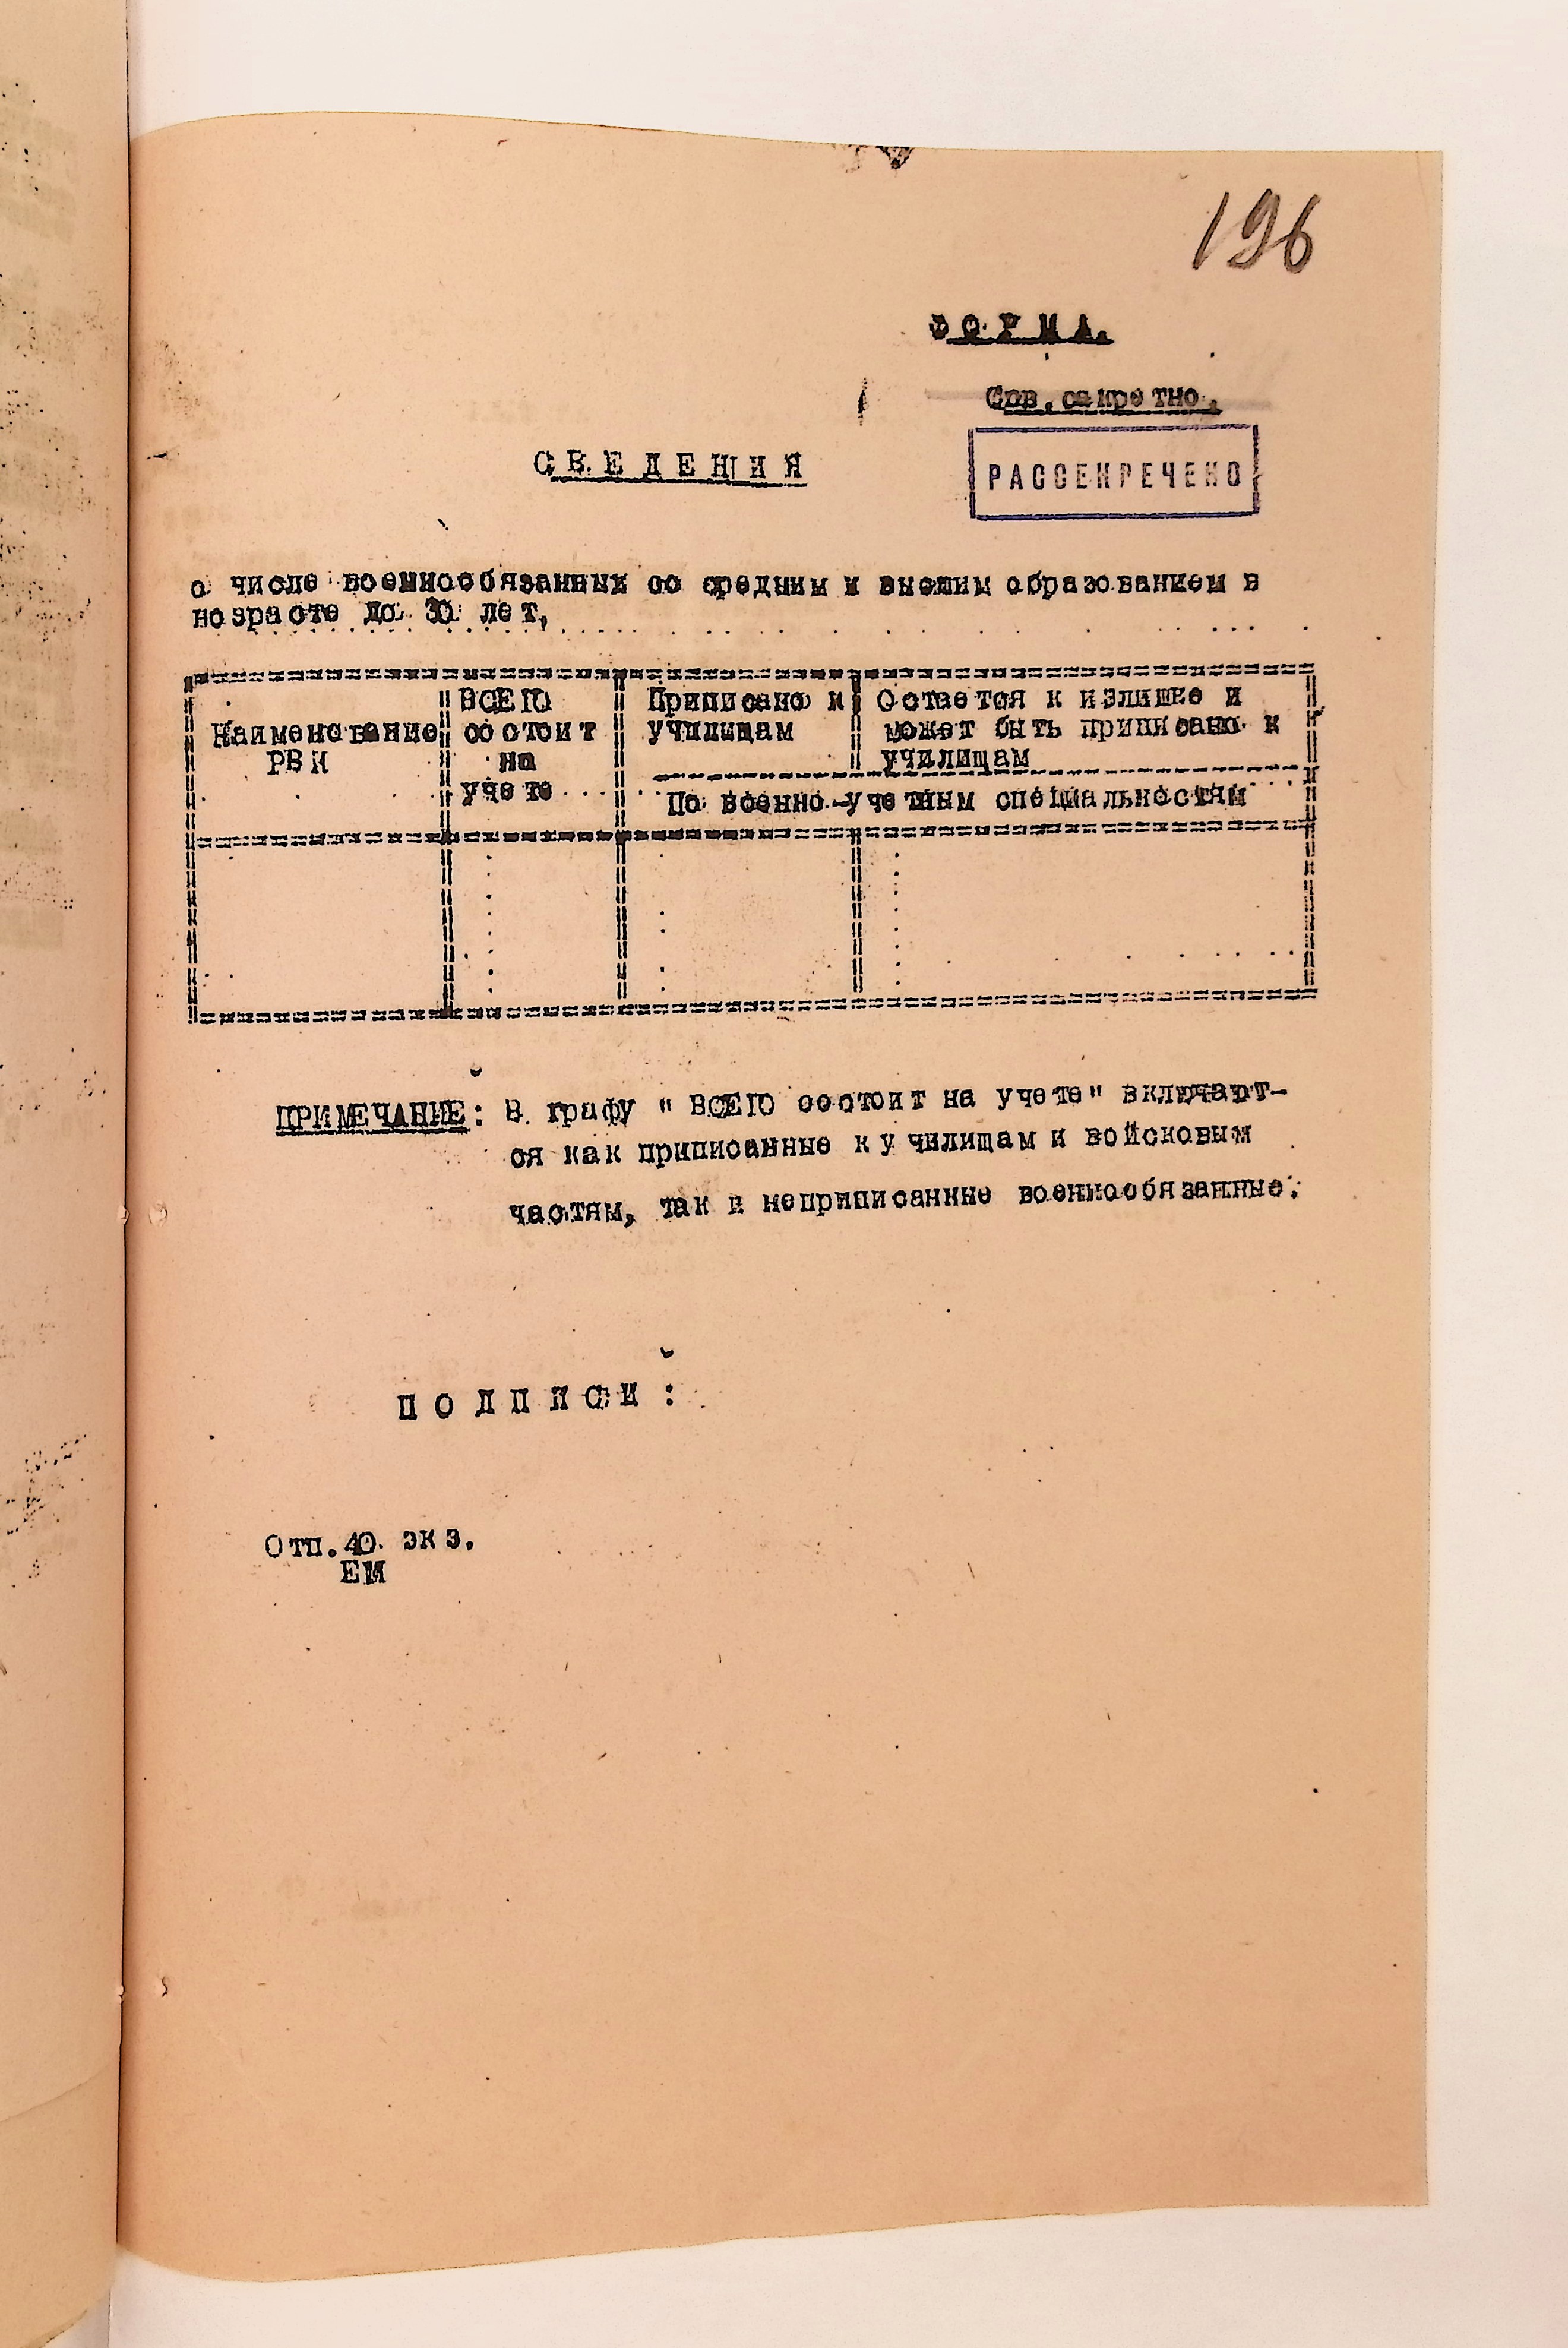 196
ФОРМА.
Сов.секретно.
СВЕДЕНИЯ
РАССЕКРЕЧЕНО
о числе военнообязанных со средним и высшим образованием в
возрасте до 30 лет,
Наименование
РВК
ВСЕГО
состоит
на
учете
Приписано к
училищам
Остается к излишке и
может быть приписано к
училищам
По военно-учетным специальностям
ПРИМЕЧАНИЕ: В графу "ВСЕГО состоит на учете" включают-
ся как приписанные к училищам и войсковым
частям, так и неприписанные военнообязанные.
ПОДПИСИ:
Отп.40 экз.
ЕМ